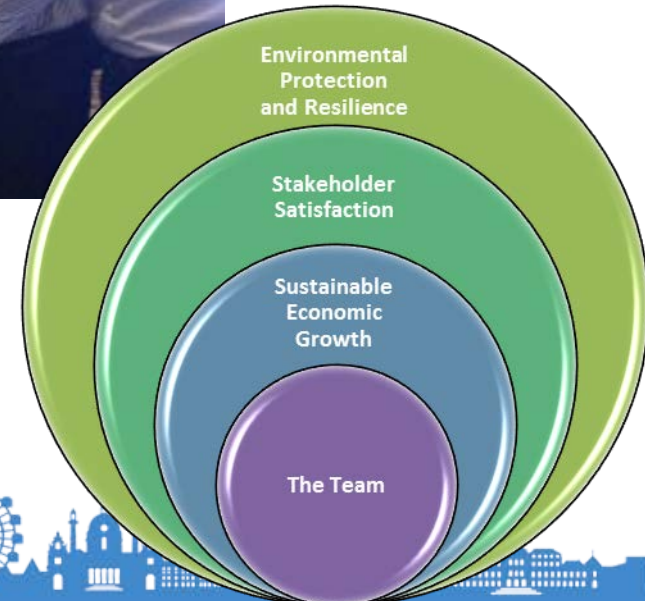 Environmental
Protection
and Resilience
Stakeholder
Satisfaction
Sustainable
Economic
Growth
The Team